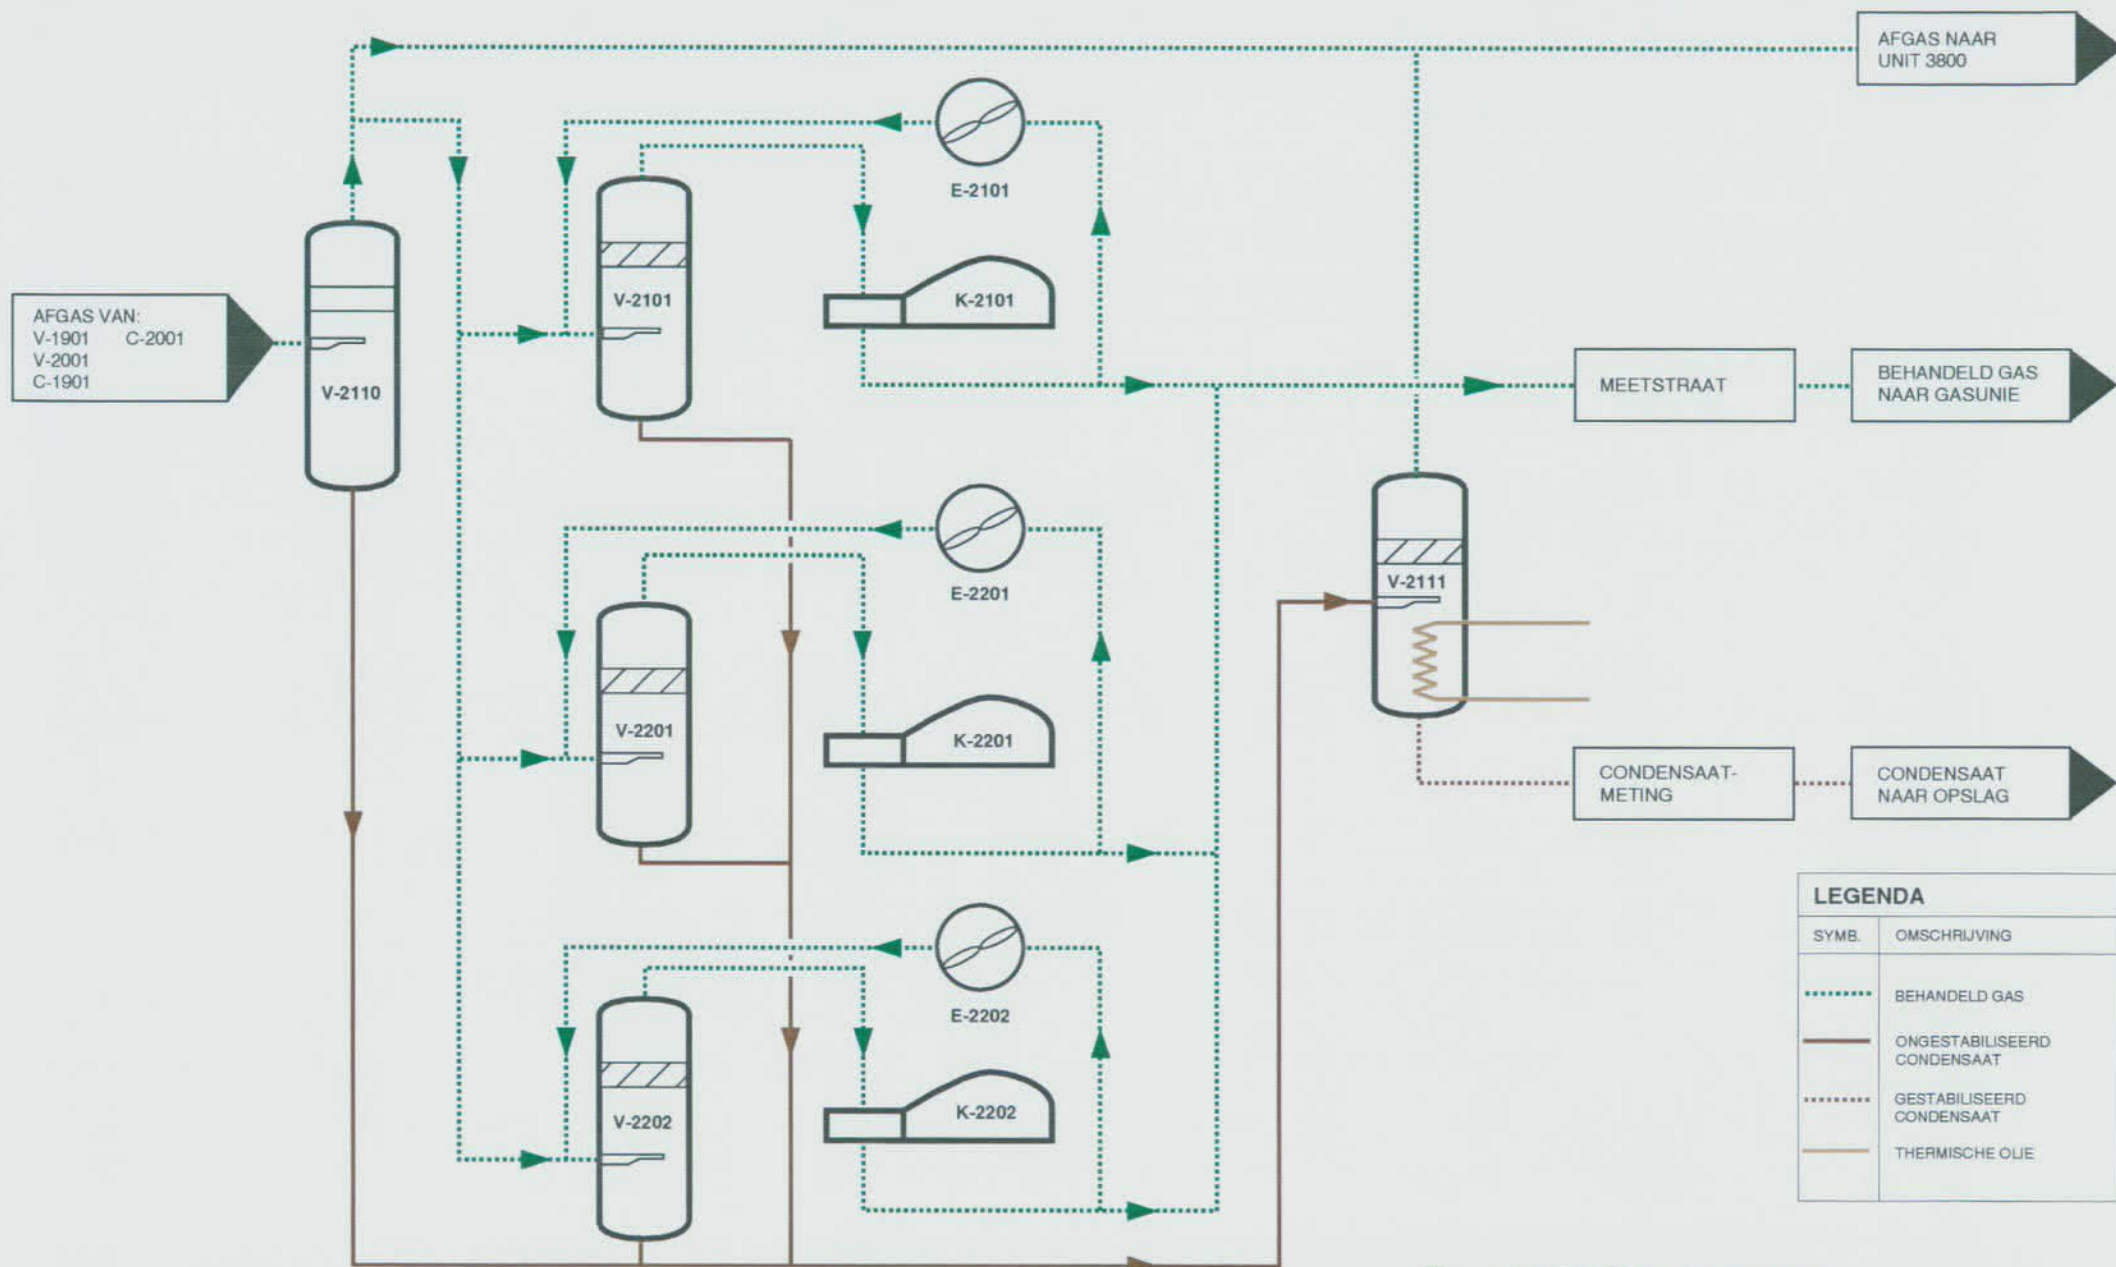 AFGAS NAAR
UNIT 3800
E-2101
V-2101
K-2101
AFGAS VAN:
V-1901 C-2001
V-2001
C-1901
V-2110
MEETSTRAAT
BEHANDELD GAS
NAAR GASUNIE
E-2201
V-2111
V-2201
K-2201
CONDENSAAT-
METING
CONDENSAAT
NAAR OPSLAG
E-2202
V-2202
K-2202
LEGENDA
SYMB. OMSCHRIJVING
BEHANDELD GAS
ONGESTABILISEERD
CONDENSAAT
GESTABILISEERD
CONDENSAAT
THERMISCHE OLIE